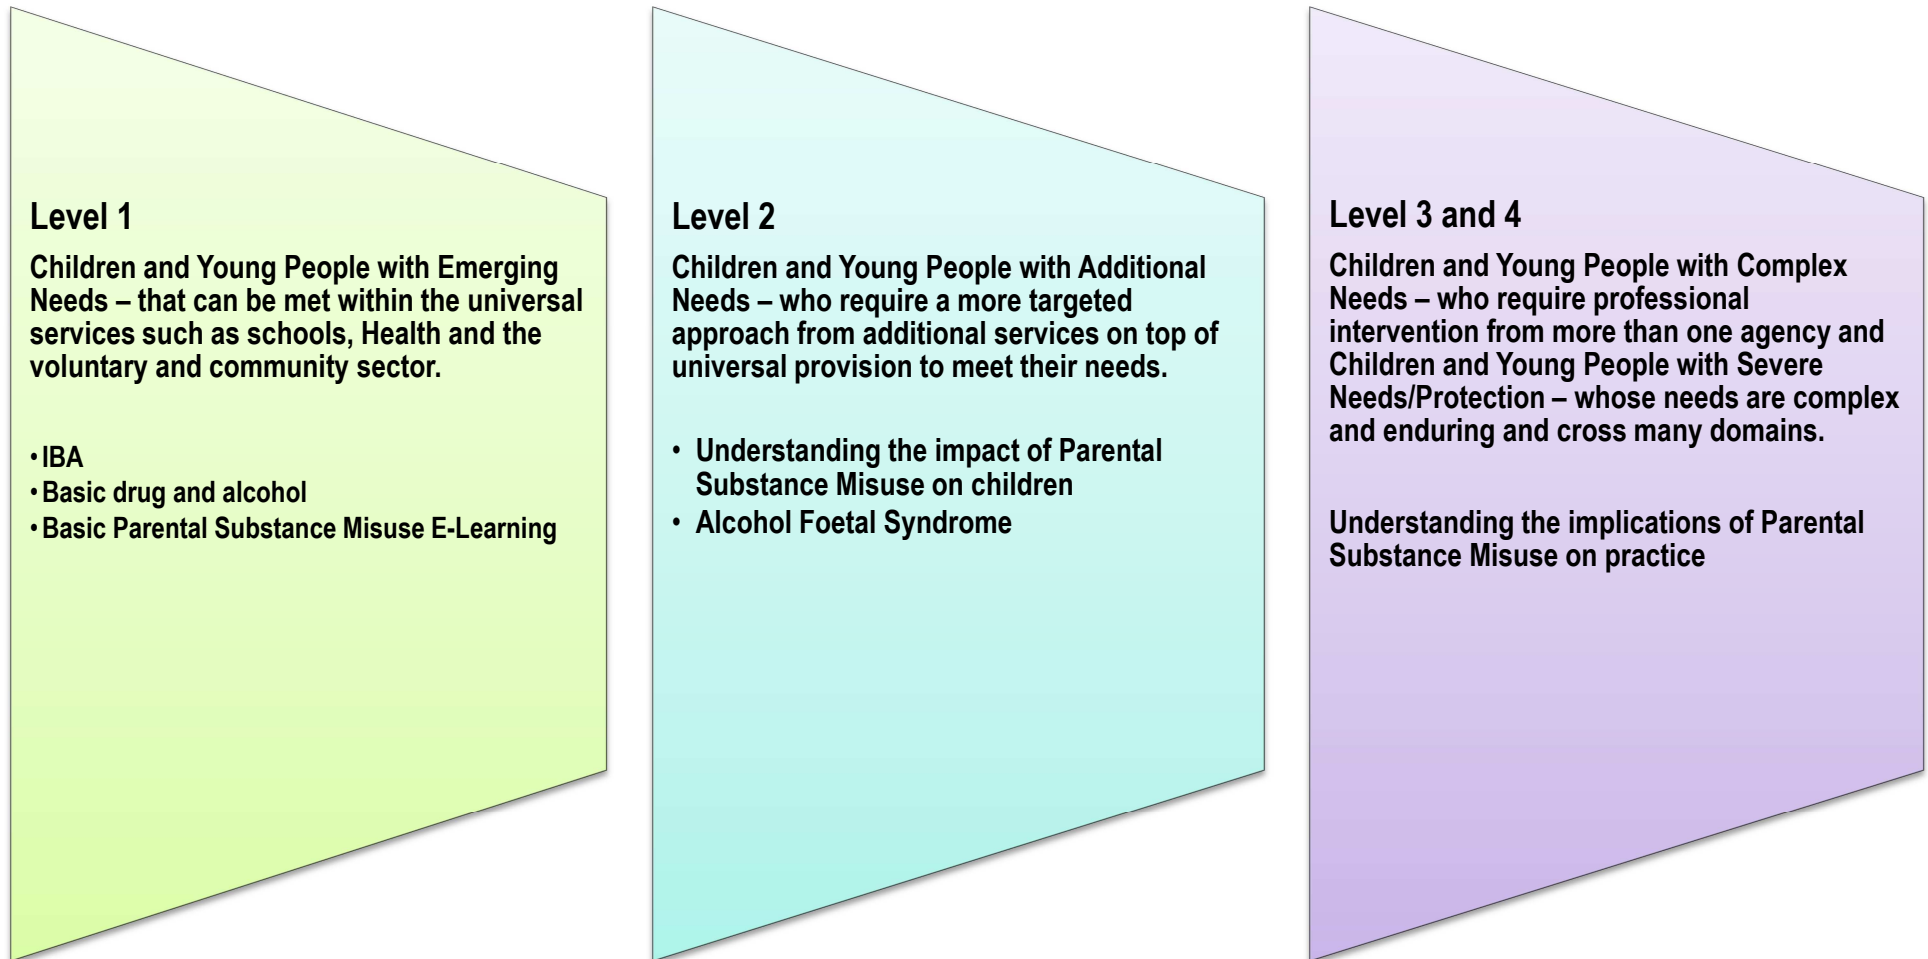 Level 1
Children and Young People with Emerging
Needs – that can be met within the universal
services such as schools, Health and the
voluntary and community sector.
• IBA
• Basic drug and alcohol
• Basic Parental Substance Misuse E-Learning
Level 2
Children and Young People with Additional
Needs – who require a more targeted
approach from additional services on top of
universal provision to meet their needs.
• Understanding the impact of Parental
Substance Misuse on children
• Alcohol Foetal Syndrome
Level 3 and 4
Children and Young People with Complex
Needs – who require professional
intervention from more than one agency and
Children and Young People with Severe
Needs/Protection – whose needs are complex
and enduring and cross many domains.
Understanding the implications of Parental
Substance Misuse on practice